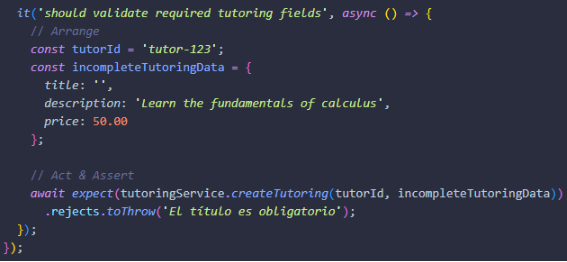 it('should validate required tutoring fields', async () => {
// Arrange
const tutorId = 'tutor-123';
const incompleteTutoringData = {
title: '',
description: 'Learn the fundamentals of calculus',
price: 50.00
};
// Act & Assert
await expect(tutoringService.createTutoring(tutorId, incompleteTutoringData))
.rejects.toThrow('El título es obligatorio');
});
});